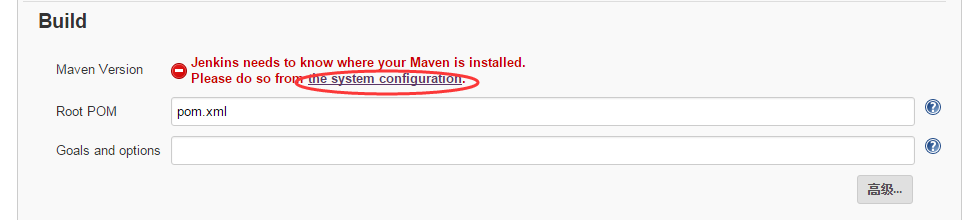 Build
Maven Version
Jenkins needs to know where your Maven is installed.
Please do so from the system configuration.
Root POM
pom.xml
Goals and options
高级...